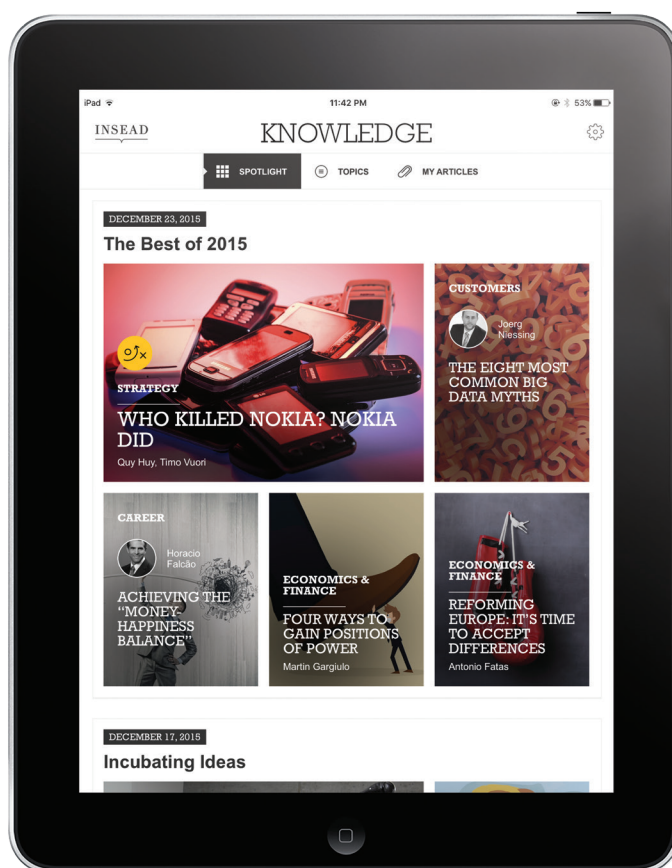 iPad
11:42 PM
53%
INSEAD
KNOWLEDGE
SPOTLIGHT
TOPICS
MY ARTICLES
DECEMBER 23, 2015
The Best of 2015
STRATEGY
WHO KILLED NOKIA? NOKIA
DID
Quy Huy, Timo Vuori
CUSTOMERS
Joerg
Niessing
THE EIGHT MOST
COMMON BIG
DATA MYTHS
CAREER
Horacio
Falcão
ACHIEVING THE
“MONEY-
HAPPINESS
BALANCE”
ECONOMICS &
FINANCE
FOUR WAYS TO
GAIN POSITIONS
OF POWER
Martin Gargiulo
ECONOMICS &
FINANCE
REFORMING
EUROPE: IT'S TIME
TO ACCEPT
DIFFERENCES
Antonio Fatas
DECEMBER 17, 2015
Incubating Ideas